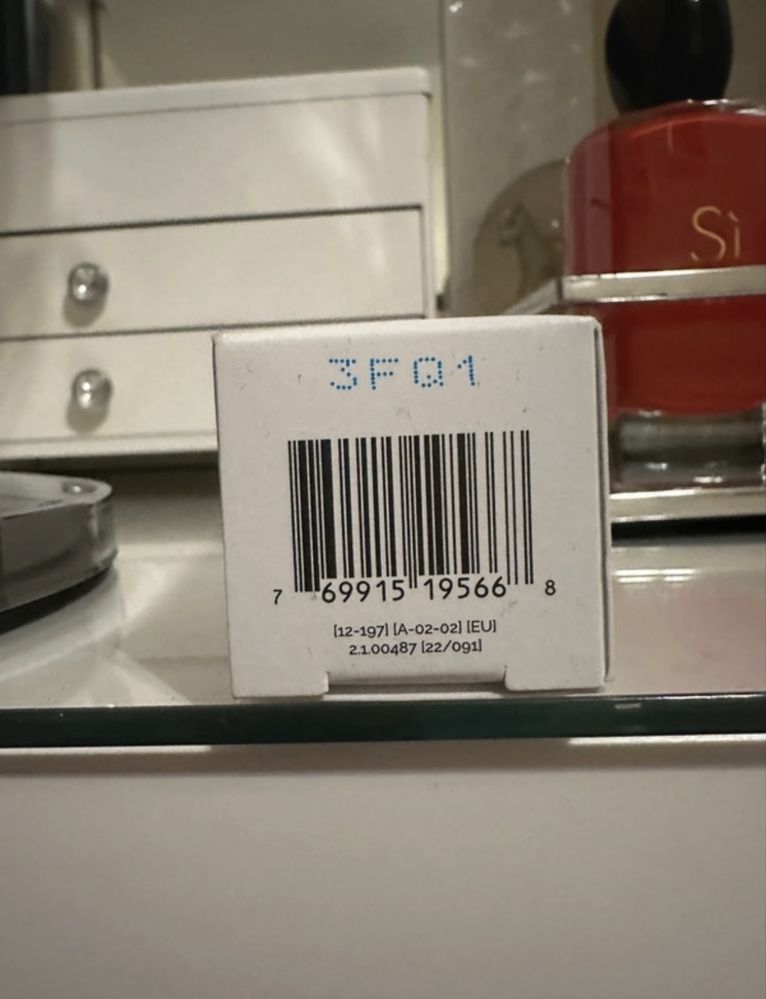 Sì
3FQ1
7 69915 19566 8
[12-197] [A-02-02] [EU]
2.1.00487 [22/091]